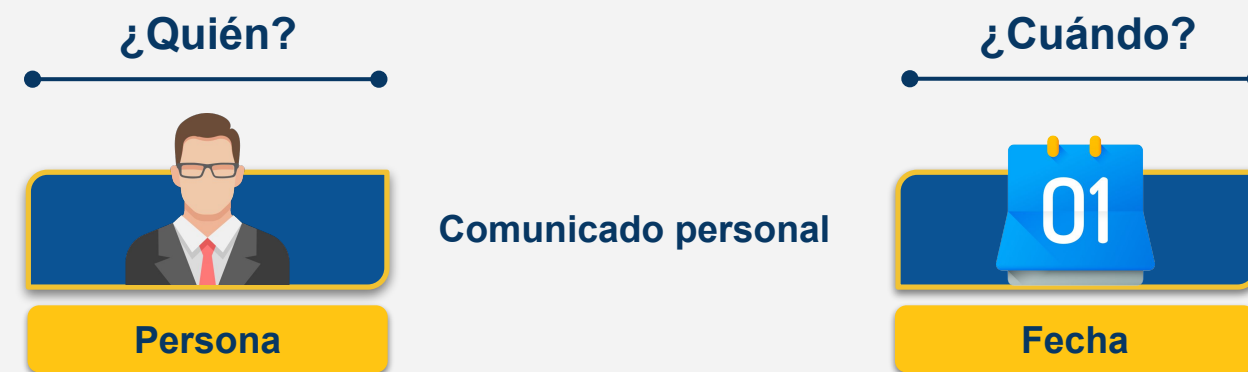 ¿Quién?
¿Cuándo?
01
Comunicado personal
Persona
Fecha